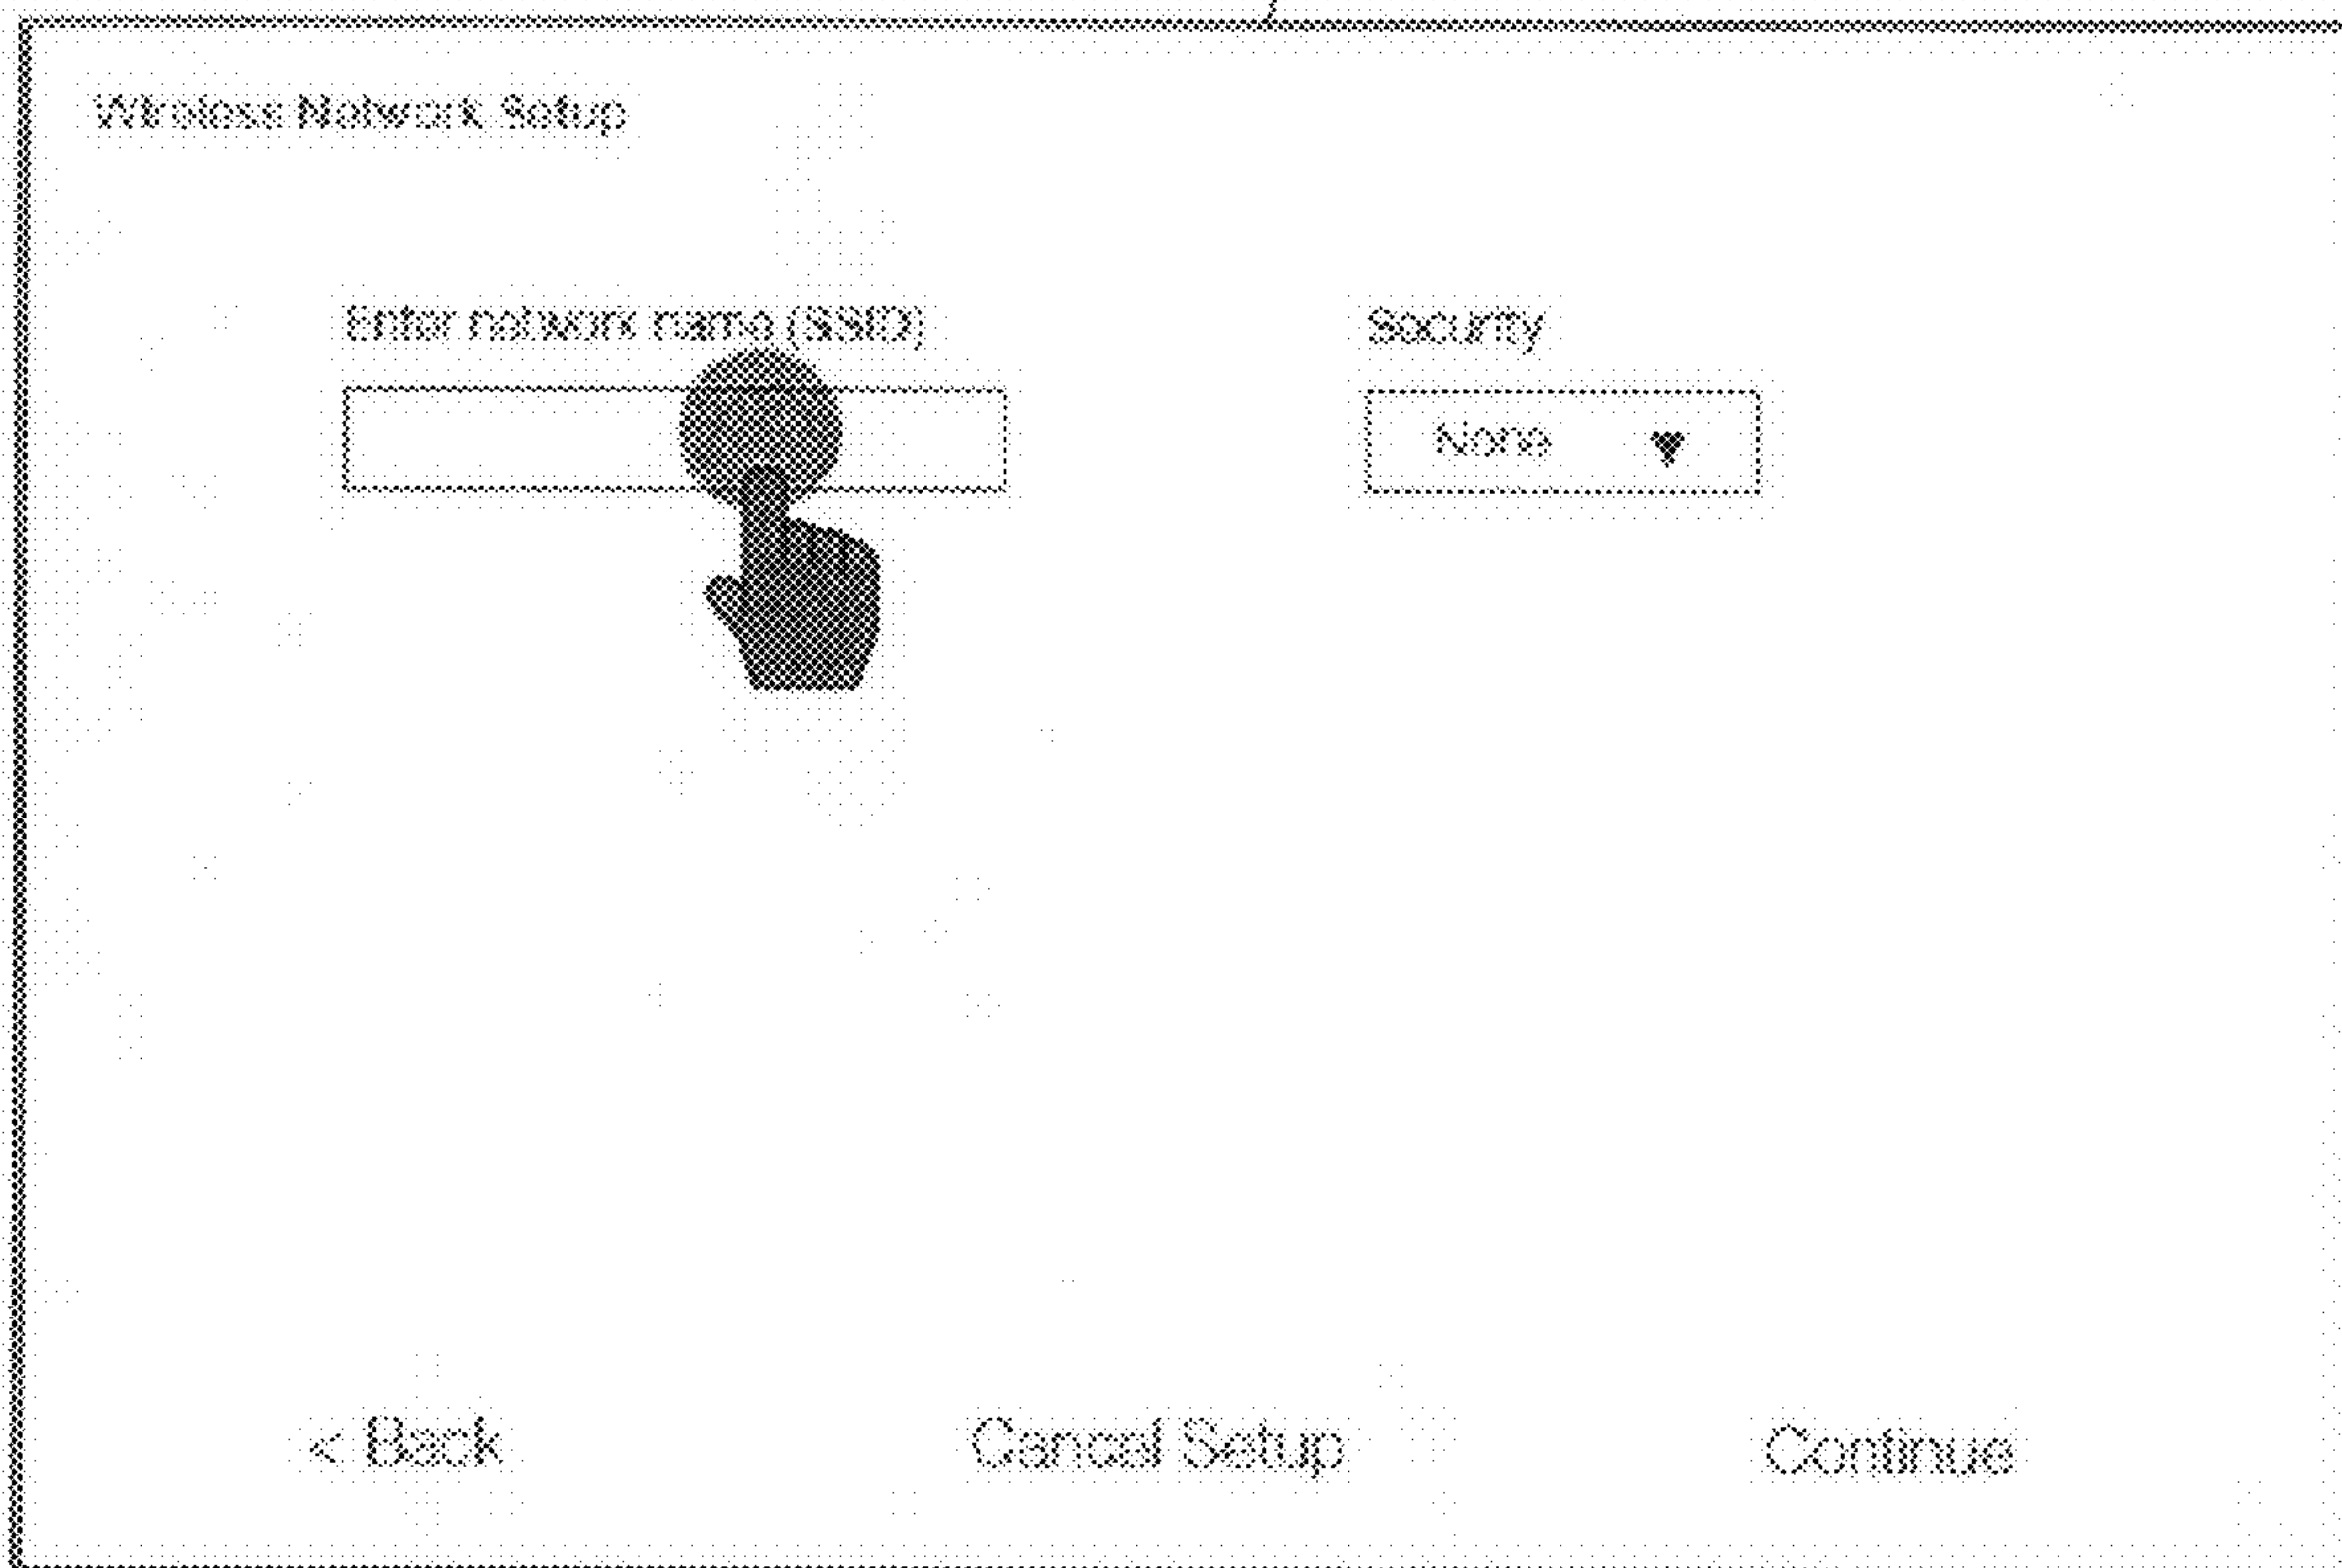 Wireless Network Setup
Enter network name (SSID)
Security
None
< Back
Cancel Setup
Continue